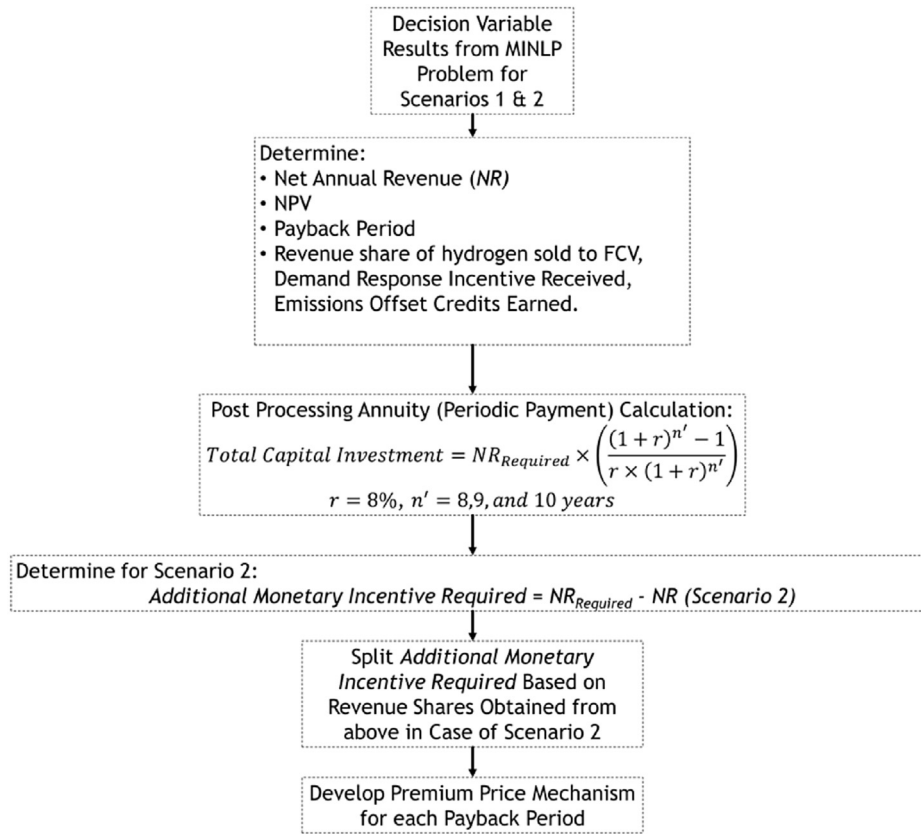 Decision Variable
Results from MINLP
Problem for
Scenarios 1 & 2
Determine:
• Net Annual Revenue (NR)
• NPV
• Payback Period
• Revenue share of hydrogen sold to FCV,
Demand Response Incentive Received,
Emissions Offset Credits Earned.
Post Processing Annuity (Periodic Payment) Calculation:
Total Capital Investment = NR_Required × (((1 + r)^n′ − 1) / (r × (1 + r)^n′))
r = 8%, n′ = 8,9, and 10 years
Determine for Scenario 2:
Additional Monetary Incentive Required = NR_Required - NR (Scenario 2)
Split Additional Monetary
Incentive Required Based on
Revenue Shares Obtained from
above in Case of Scenario 2
Develop Premium Price Mechanism
for each Payback Period